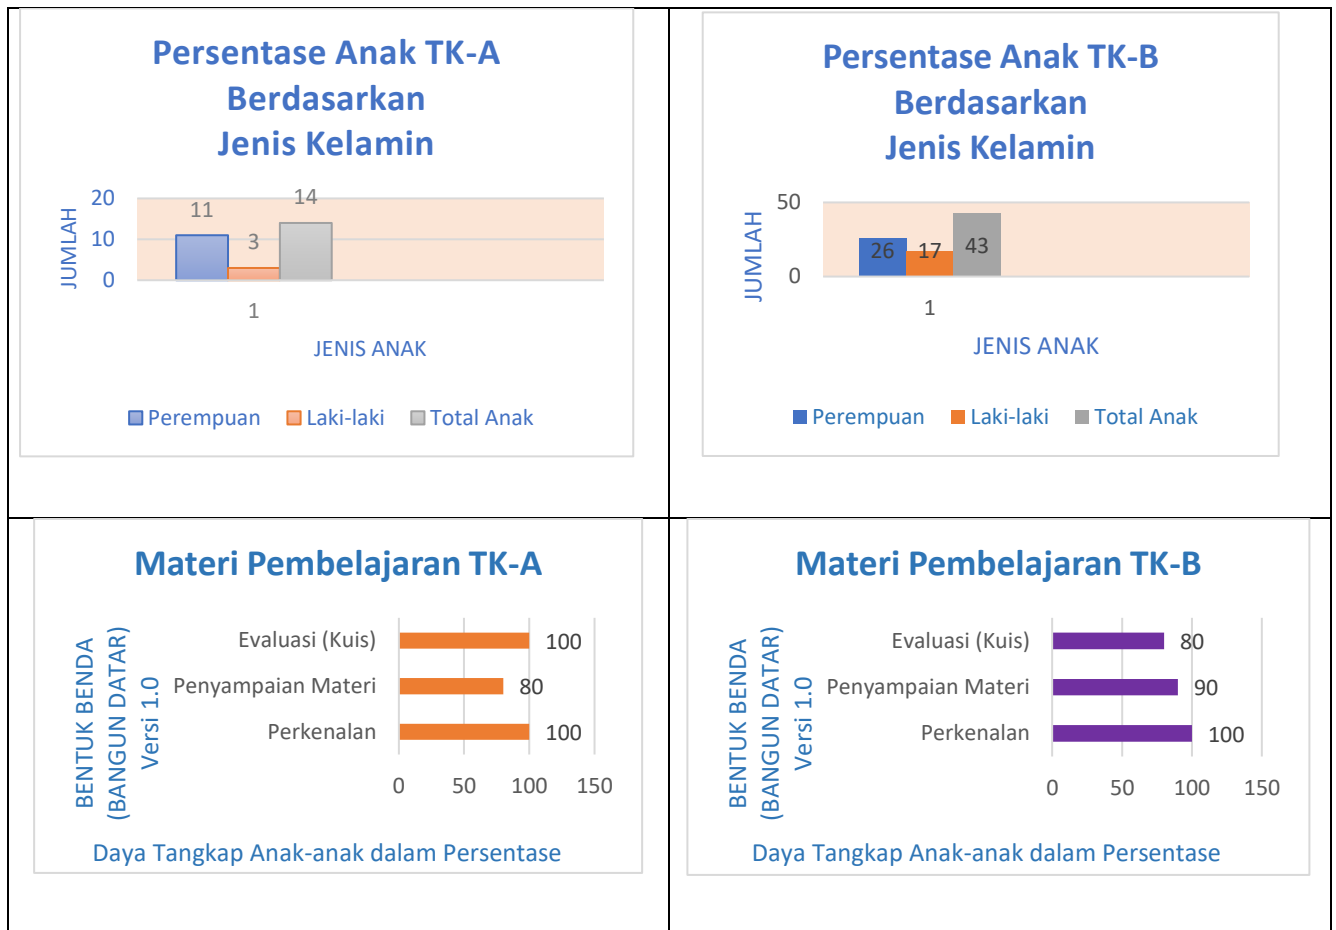 Persentase Anak TK-A
Berdasarkan
Jenis Kelamin
JUMLAH
20
10
0
11
3
14
1
JENIS ANAK
Perempuan Laki-laki Total Anak
Persentase Anak TK-B
Berdasarkan
Jenis Kelamin
JUMLAH
50
0
26 17 43
1
JENIS ANAK
Perempuan Laki-laki Total Anak
Materi Pembelajaran TK-A
BENTUK BENDA
(BANGUN DATAR)
Versi 1.0
Evaluasi (Kuis) 100
Penyampaian Materi 80
Perkenalan 100
0 50 100 150
Daya Tangkap Anak-anak dalam Persentase
Materi Pembelajaran TK-B
BENTUK BENDA
(BANGUN DATAR)
Versi 1.0
Evaluasi (Kuis) 80
Penyampaian Materi 90
Perkenalan 100
0 50 100 150
Daya Tangkap Anak-anak dalam Persentase